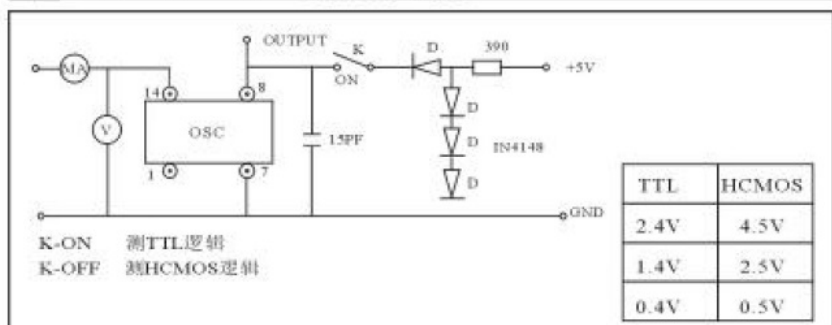 OUTPUT
K
D
390
MA
ON
+5V
14
8
V
OSC
15PF
D
D
IN4148
D
1
7
GND
TTL HCMOS
2.4V 4.5V
1.4V 2.5V
0.4V 0.5V
K-ON 测TTL逻辑
K-OFF 测HCMOS逻辑